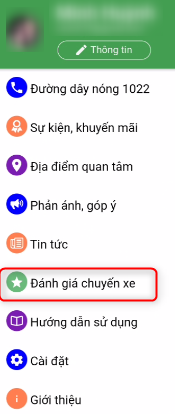 Thông tin
Đường dây nóng 1022
Sự kiện, khuyến mãi
Địa điểm quan tâm
Phản ánh, góp ý
Tin tức
Đánh giá chuyến xe
Hướng dẫn sử dụng
Cài đặt
Giới thiệu